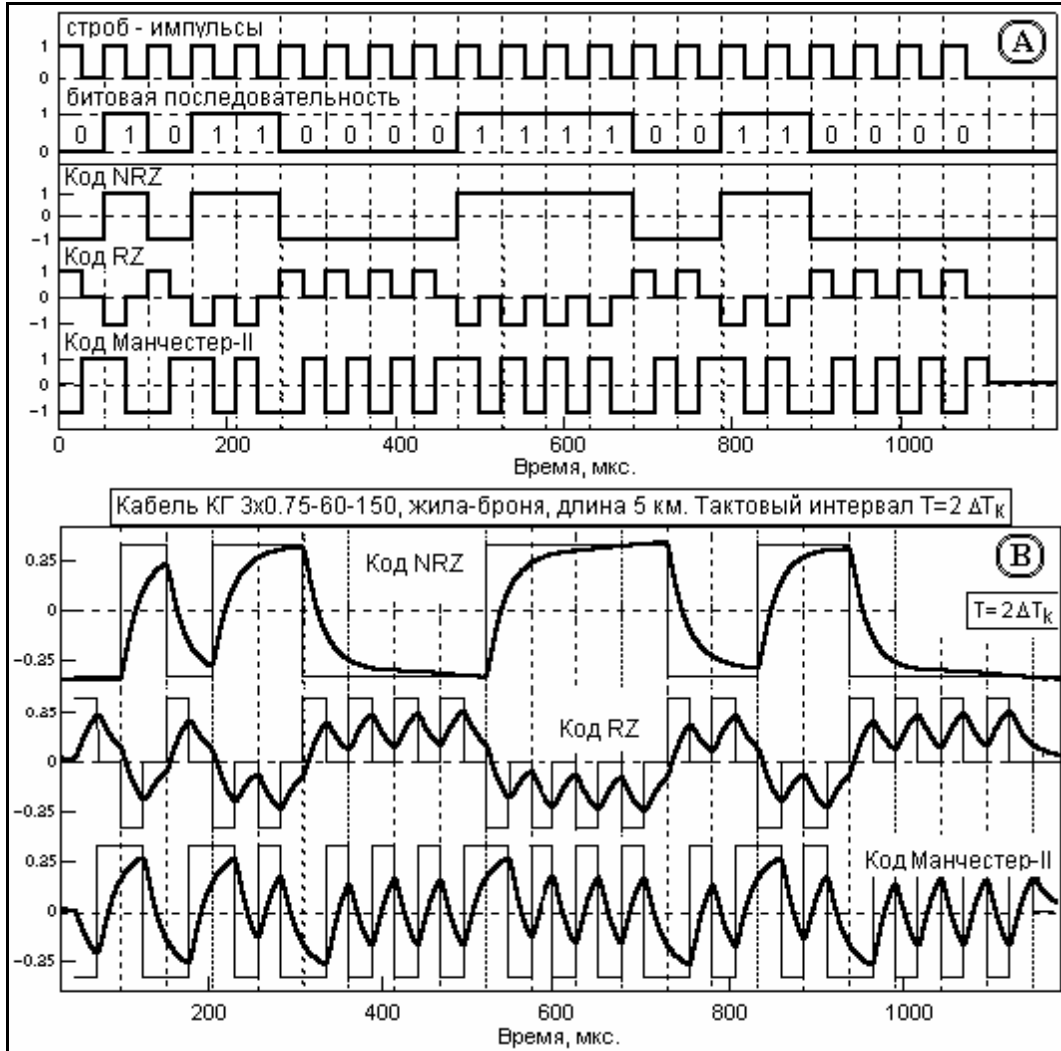 строб - импульсы
A
1
0
битовая последовательность
1
0
0 1 0 1 1 0 0 0 0 1 1 1 1 0 0 1 1 0 0 0 0
Код NRZ
1
0
-1
Код RZ
1
0
-1
Код Манчестер-II
1
0
-1
0 200 400 600 800 1000
Время, мкс.
Кабель КГ 3х0.75-60-150, жила-броня, длина 5 км. Тактовый интервал T=2 ΔTк
B
0.25
0
-0.25
Код NRZ
T=2ΔTк
0.25
0
-0.25
Код RZ
0.25
0
-0.25
Код Манчестер-II
200 400 600 800 1000
Время, мкс.